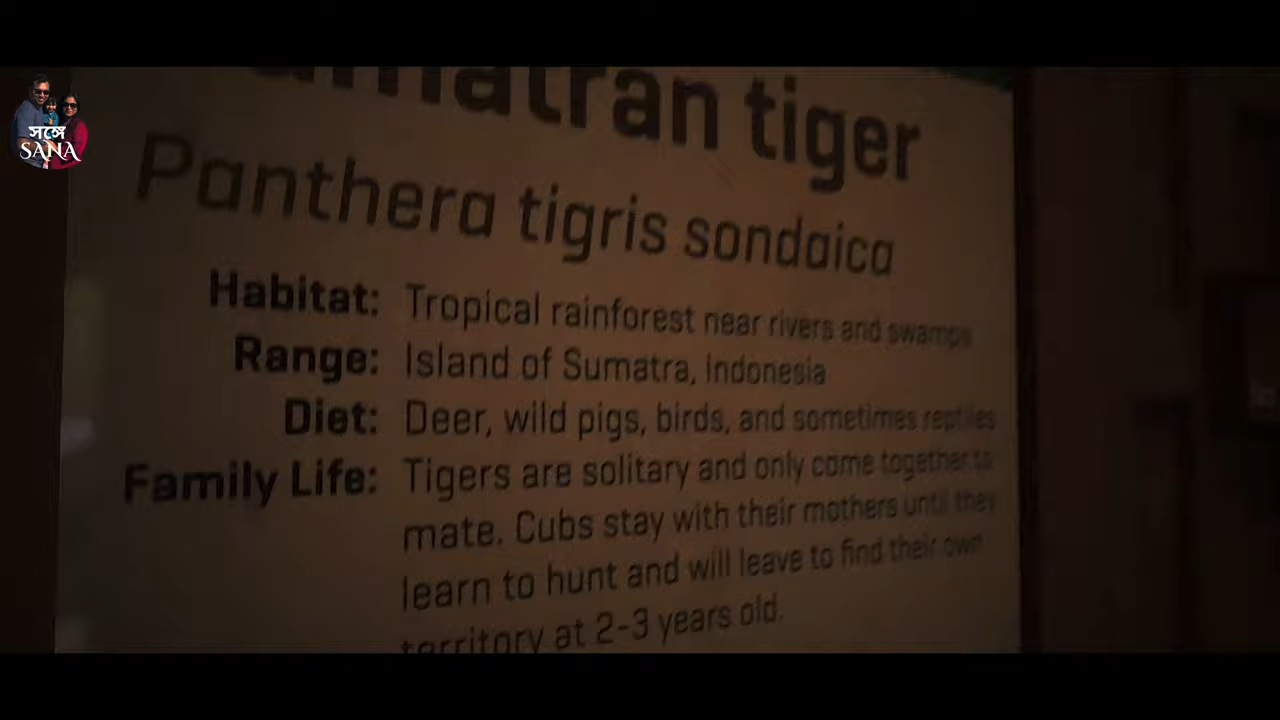 সঙ্গে
SANA
umatran tiger
Panthera tigris sondaica
Habitat: Tropical rainforest near rivers and swamps
Range: Island of Sumatra, Indonesia
Diet: Deer, wild pigs, birds, and sometimes reptiles
Family Life: Tigers are solitary and only come together to
mate. Cubs stay with their mothers until they
learn to hunt and will leave to find their own
territory at 2-3 years old.